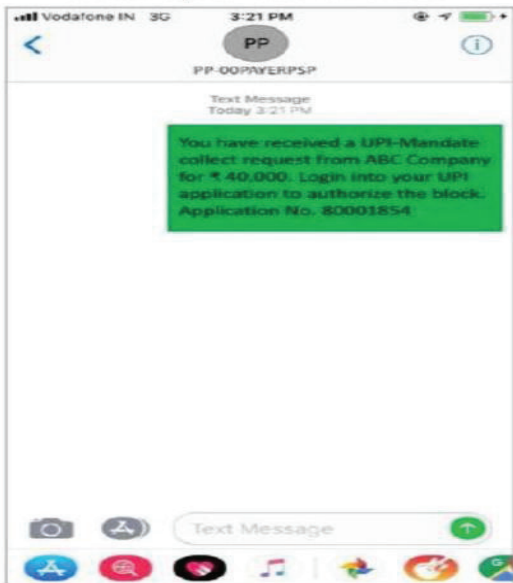 Vodafone IN 3G 3:21 PM
PP
PP-00PAYERPSP
Text Message
Today 3:21 PM
You have received a UPI-Mandate
collect request from ABC Company
for ₹ 40,000. Login into your UPI
application to authorize the block.
Application No. 80001854
Text Message